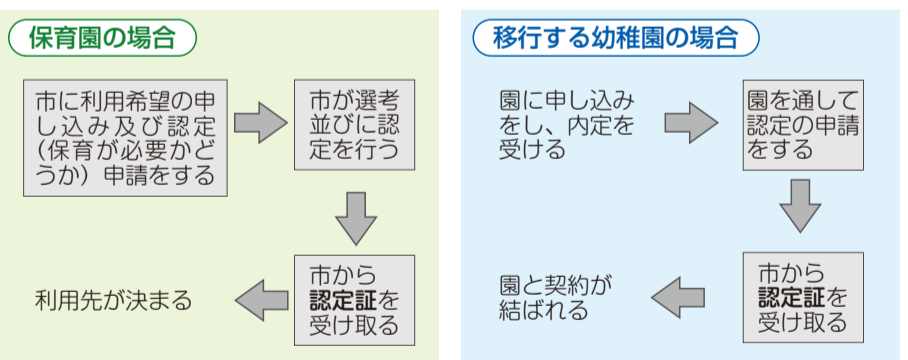 保育園の場合
市に利用希望の申
し込み及び認定
(保育が必要かど
うか)申請をする
市が選考
並びに認
定を行う
市から
認定証を
受け取る
利用先が決まる
移行する幼稚園の場合
園に申し込み
をし、内定を
受ける
園を通して
認定の申請
をする
市から
認定証を
受け取る
園と契約が
結ばれる